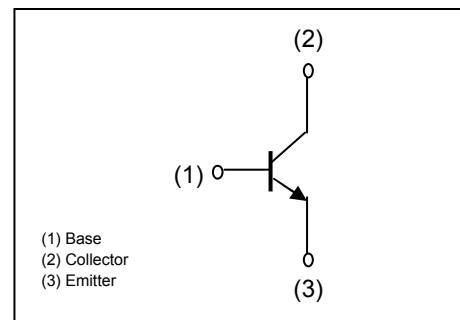 (2)
(1)
(1) Base
(2) Collector
(3) Emitter
(3)